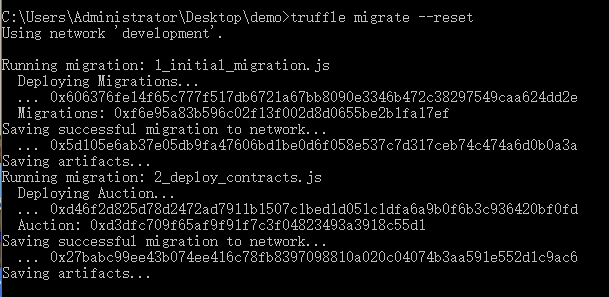 C:\Users\Administrator\Desktop\demo>truffle migrate --reset
Using network 'development'.
Running migration: 1_initial_migration.js
Deploying Migrations...
... 0x606376fe14f65c777f517db6721a67bb8090e3346b472c38297549caa624dd2e
Migrations: 0xf6e95a83b596c02f13f002d8d0655be2b1fa17ef
Saving successful migration to network...
... 0x5d105e6ab37e05db9fa47606bd1be0d6f058e537c7d317ceb74c474a6d0b0a3a
Saving artifacts...
Running migration: 2_deploy_contracts.js
Deploying Auction...
... 0xd46f2d825d78d2472ad7911b1507c1bed1d051c1dfa6a9b0f6b3c936420bf0fd
Auction: 0xd3dfc709f65af9f91f7c3f04823493a3918c55d1
Saving successful migration to network...
... 0x27babc99ee43b074ee416c78fb8397098810a020c04074b3aa591e552d1c9ac6
Saving artifacts...